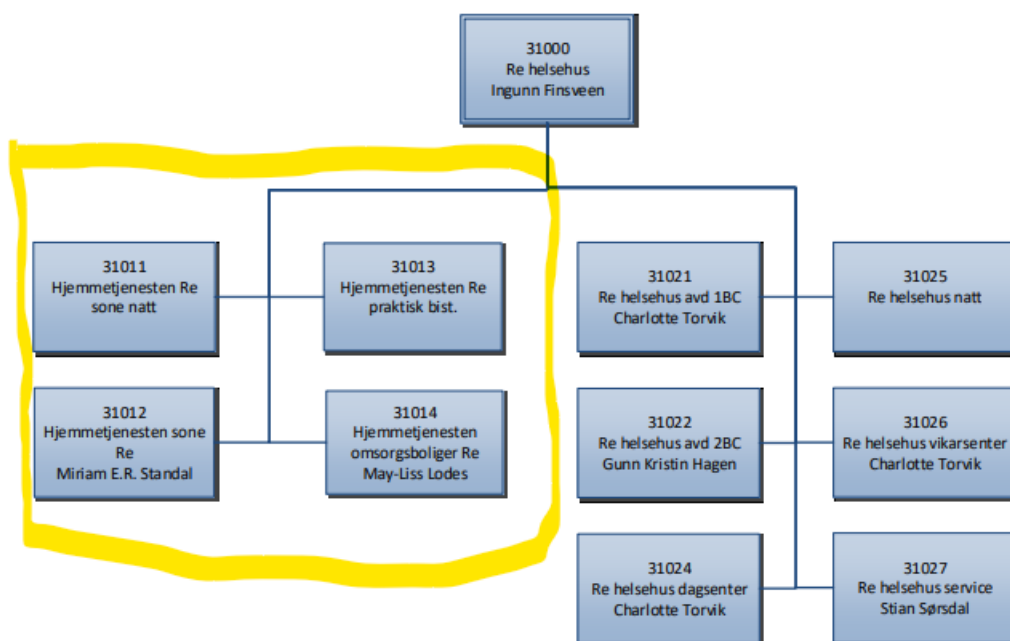 31000
Re helsehus
Ingunn Finsveen
31011
Hjemmetjenesten Re
sone natt
31013
Hjemmetjenesten Re
praktisk bist.
31021
Re helsehus avd 1BC
Charlotte Torvik
31025
Re helsehus natt
31012
Hjemmetjenesten sone
Re
Miriam E.R. Standal
31014
Hjemmetjenesten
omsorgsboliger Re
May-Liss Lodes
31022
Re helsehus avd 2BC
Gunn Kristin Hagen
31026
Re helsehus vikarsenter
Charlotte Torvik
31024
Re helsehus dagsenter
Charlotte Torvik
31027
Re helsehus service
Stian Sørsdal